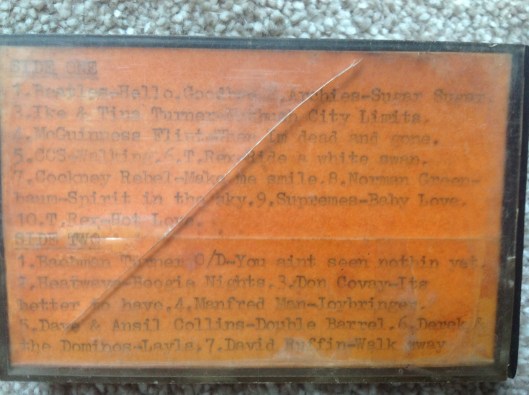 SIDE ONE
1.Beatles-Hello,Goodbye.2,Archies-Sugar Sugar.
3.Ike & Tina Turner-Nutbush City Limits.
4.McGuinness Flint-When im dead and gone.
5.CCS-Walking.6.T.Rex-Ride a white swan.
7.Cockney Rebel-Make me smile.8.Norman Green-
baum-Spirit in the sky.9.Supremes-Baby Love.
10.T.Rex-Hot Love.
SIDE TWO
1.Bachman Turner O/D-You aint seen nothin yet.
2.Heatwave-Boogie Nights.3.Don Covay-Its
better to have.4.Manfred Man-Joybringer.
5.Dave & Ansil Collins-Double Barrel.6.Derek &
the Dominos-Layla.7.David Ruffin-Walk away